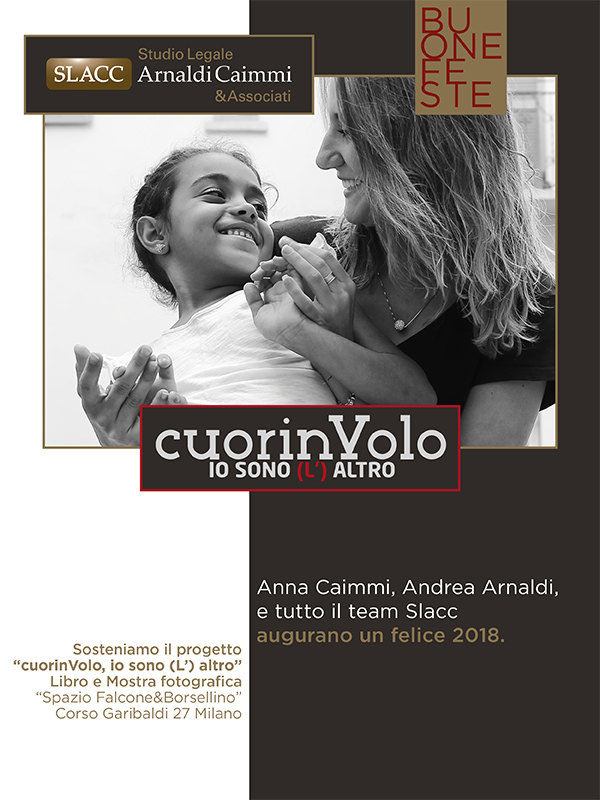 BU
ONE
FE
STE
SLACC
Studio Legale
Arnaldi Caimmi
& Associati
cuorinVolo
IO SONO (L') ALTRO
Anna Caimmi, Andrea Arnaldi,
e tutto il team Slacc
augurano un felice 2018.
Sosteniamo il progetto
“cuorinVolo, io sono (L’) altro”
Libro e Mostra fotografica
“Spazio Falcone&Borsellino”
Corso Garibaldi 27 Milano